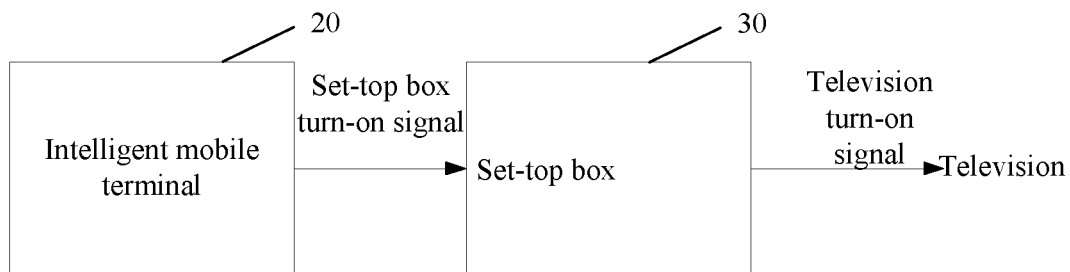 20
30
Intelligent mobile
terminal
Set-top box
turn-on signal
Set-top box
Television
turn-on
signal
Television